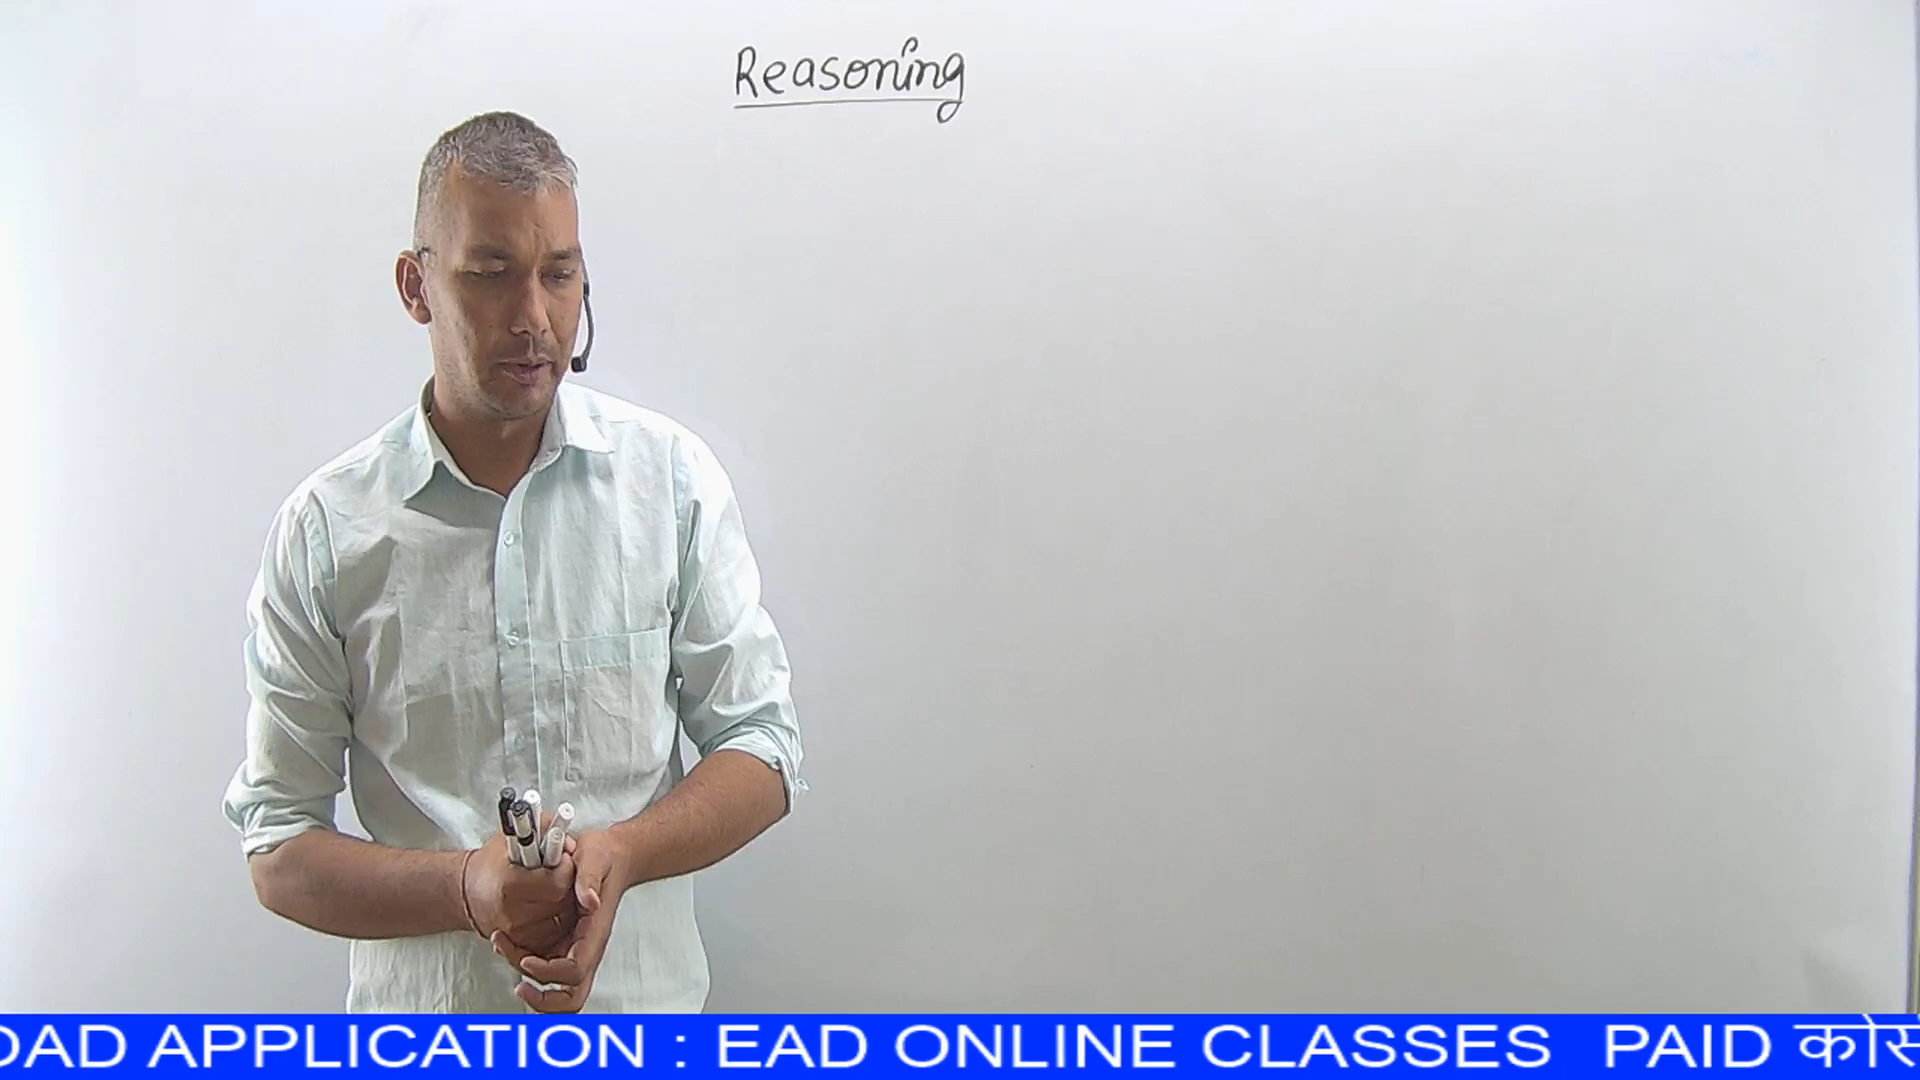 Reasoning
OAD APPLICATION : EAD ONLINE CLASSES PAID कोस